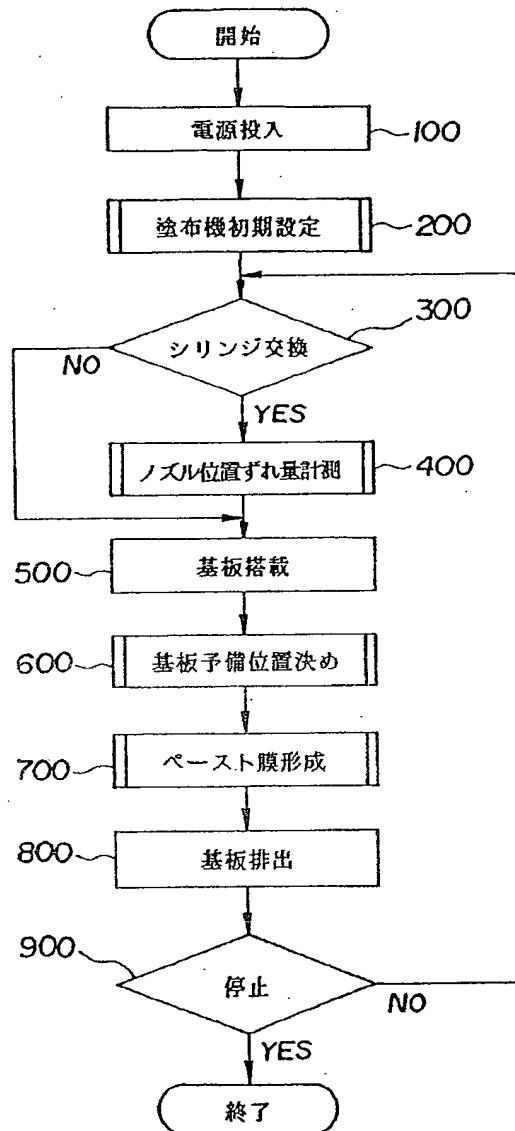 開始
電源投入
100
塗布機初期設定
200
300
シリンジ交換
NO
YES
ノズル位置ずれ量計測
400
500
基板搭載
600
基板予備位置決め
700
ペースト膜形成
800
基板排出
900
停止
NO
YES
終了